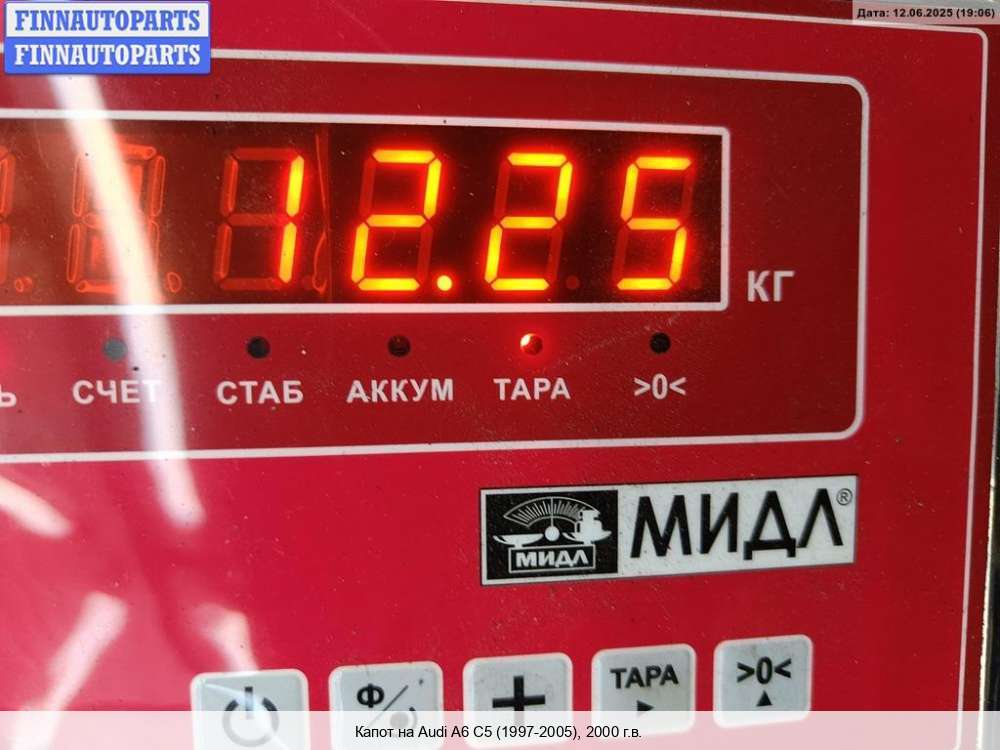 FINNAUTOPARTS
FINNAUTOPARTS
Дата: 12.06.2025 (19:06)
12.25
КГ
Ь СЧЕТ СТАБ АККУМ ТАРА >0<
МИДЛ МИДЛ®
Ф ТАРА >0<
Капот на Audi A6 C5 (1997-2005), 2000 г.в.